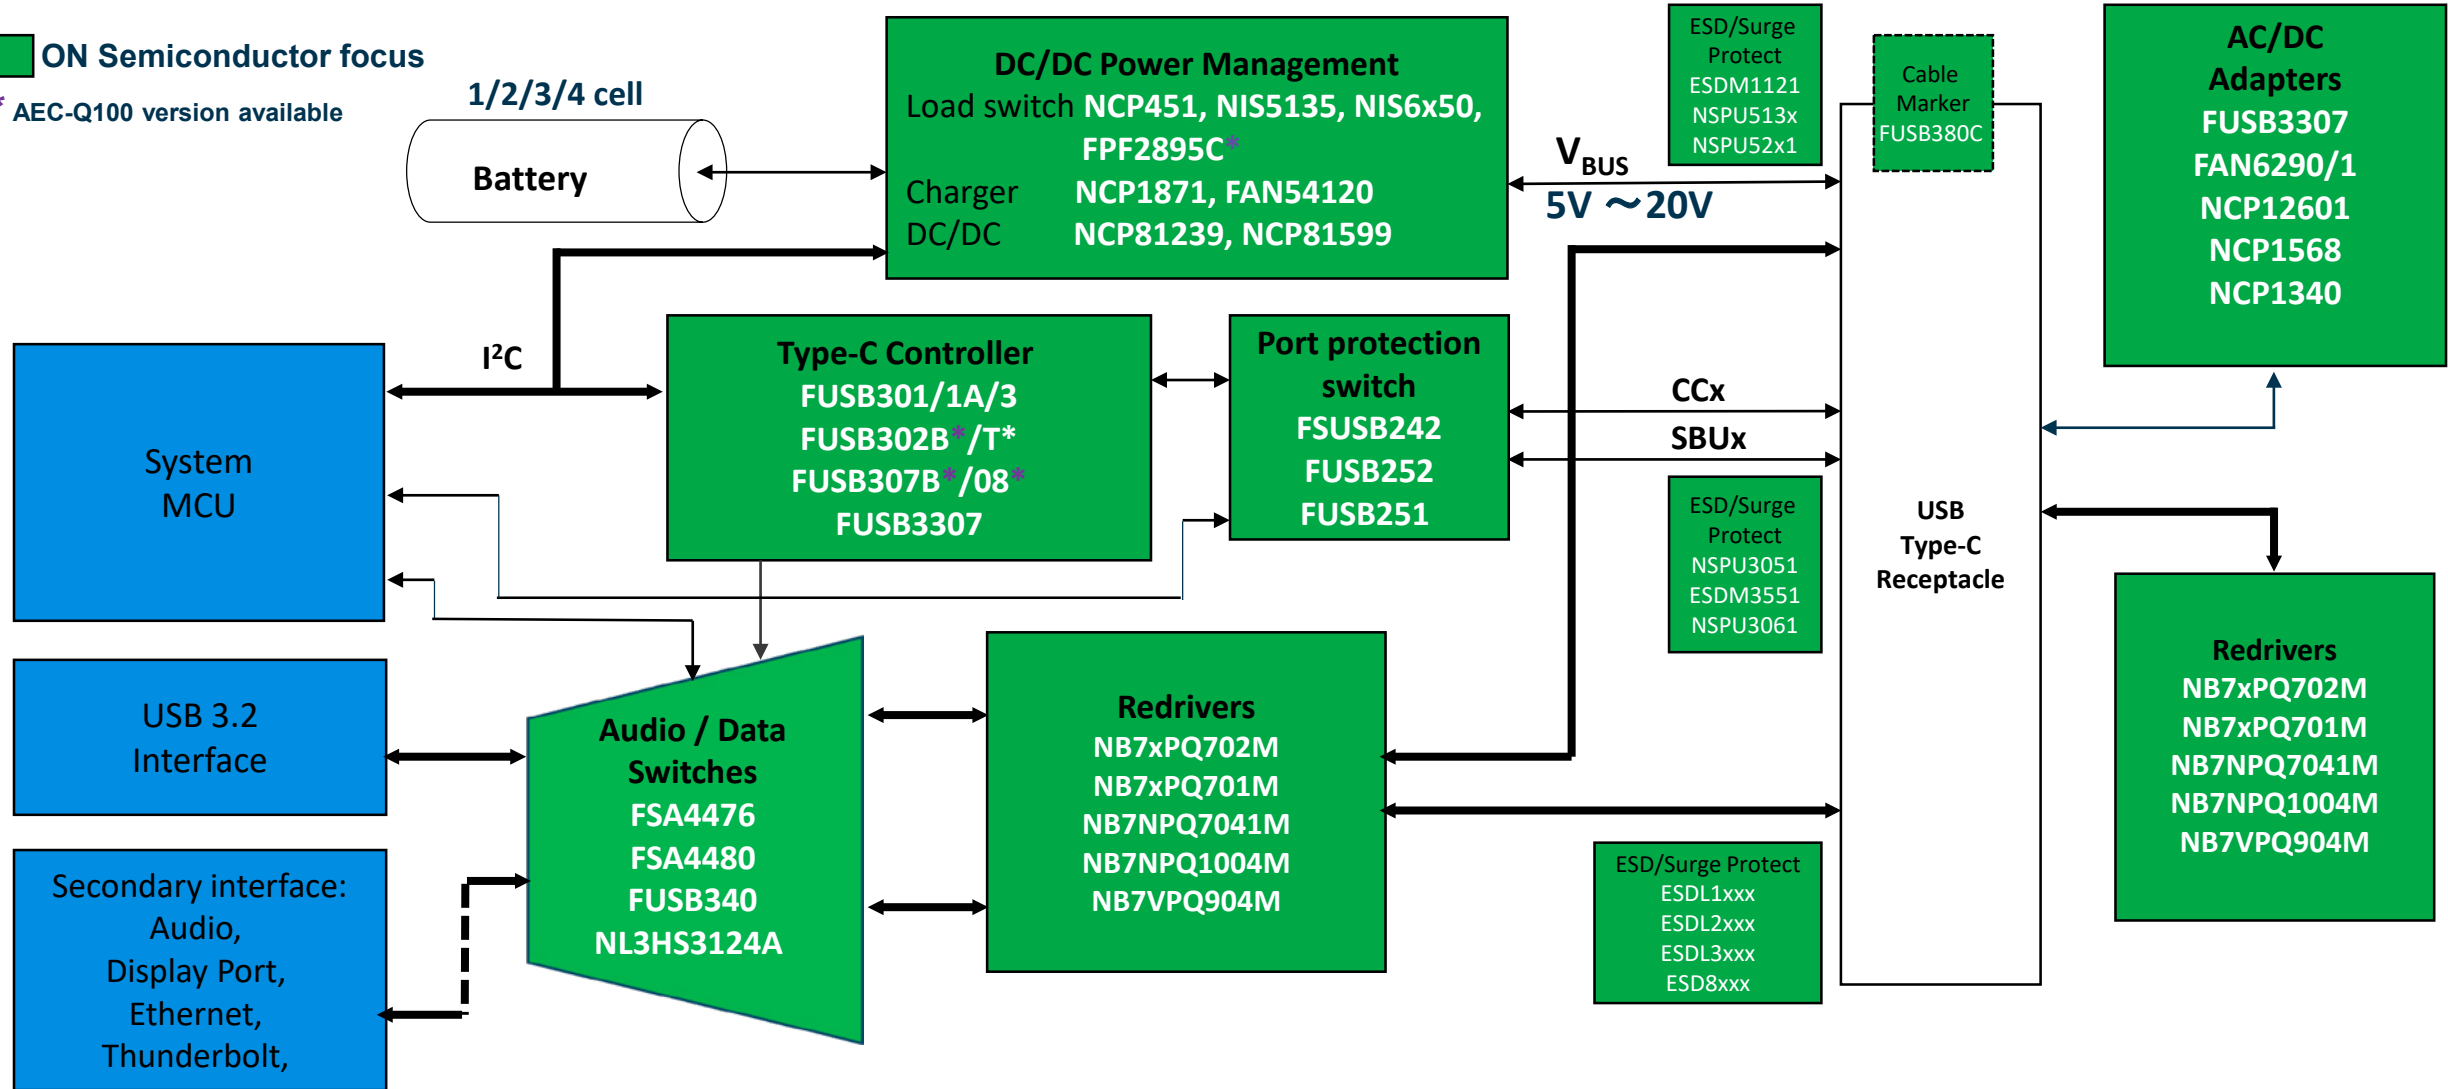 ON Semiconductor focus
* AEC-Q100 version available
1/2/3/4 cell
Battery
DC/DC Power Management
Load switch NCP451, NIS5135, NIS6x50,
FPF2895C*
Charger NCP1871, FAN54120
DC/DC NCP81239, NCP81599
VBUS
5V ～20V
ESD/Surge
Protect
ESDM1121
NSPU513x
NSPU52x1
Cable
Marker
FUSB380C
AC/DC
Adapters
FUSB3307
FAN6290/1
NCP12601
NCP1568
NCP1340
I²C
System
MCU
Type-C Controller
FUSB301/1A/3
FUSB302B*/T*
FUSB307B*/08*
FUSB3307
Port protection
switch
FSUSB242
FUSB252
FUSB251
CCx
SBUx
ESD/Surge
Protect
NSPU3051
ESDM3551
NSPU3061
USB
Type-C
Receptacle
USB 3.2
Interface
Secondary interface:
Audio,
Display Port,
Ethernet,
Thunderbolt,
Audio / Data
Switches
FSA4476
FSA4480
FUSB340
NL3HS3124A
Redrivers
NB7xPQ702M
NB7xPQ701M
NB7NPQ7041M
NB7NPQ1004M
NB7VPQ904M
ESD/Surge Protect
ESDL1xxx
ESDL2xxx
ESDL3xxx
ESD8xxx
Redrivers
NB7xPQ702M
NB7xPQ701M
NB7NPQ7041M
NB7NPQ1004M
NB7VPQ904M